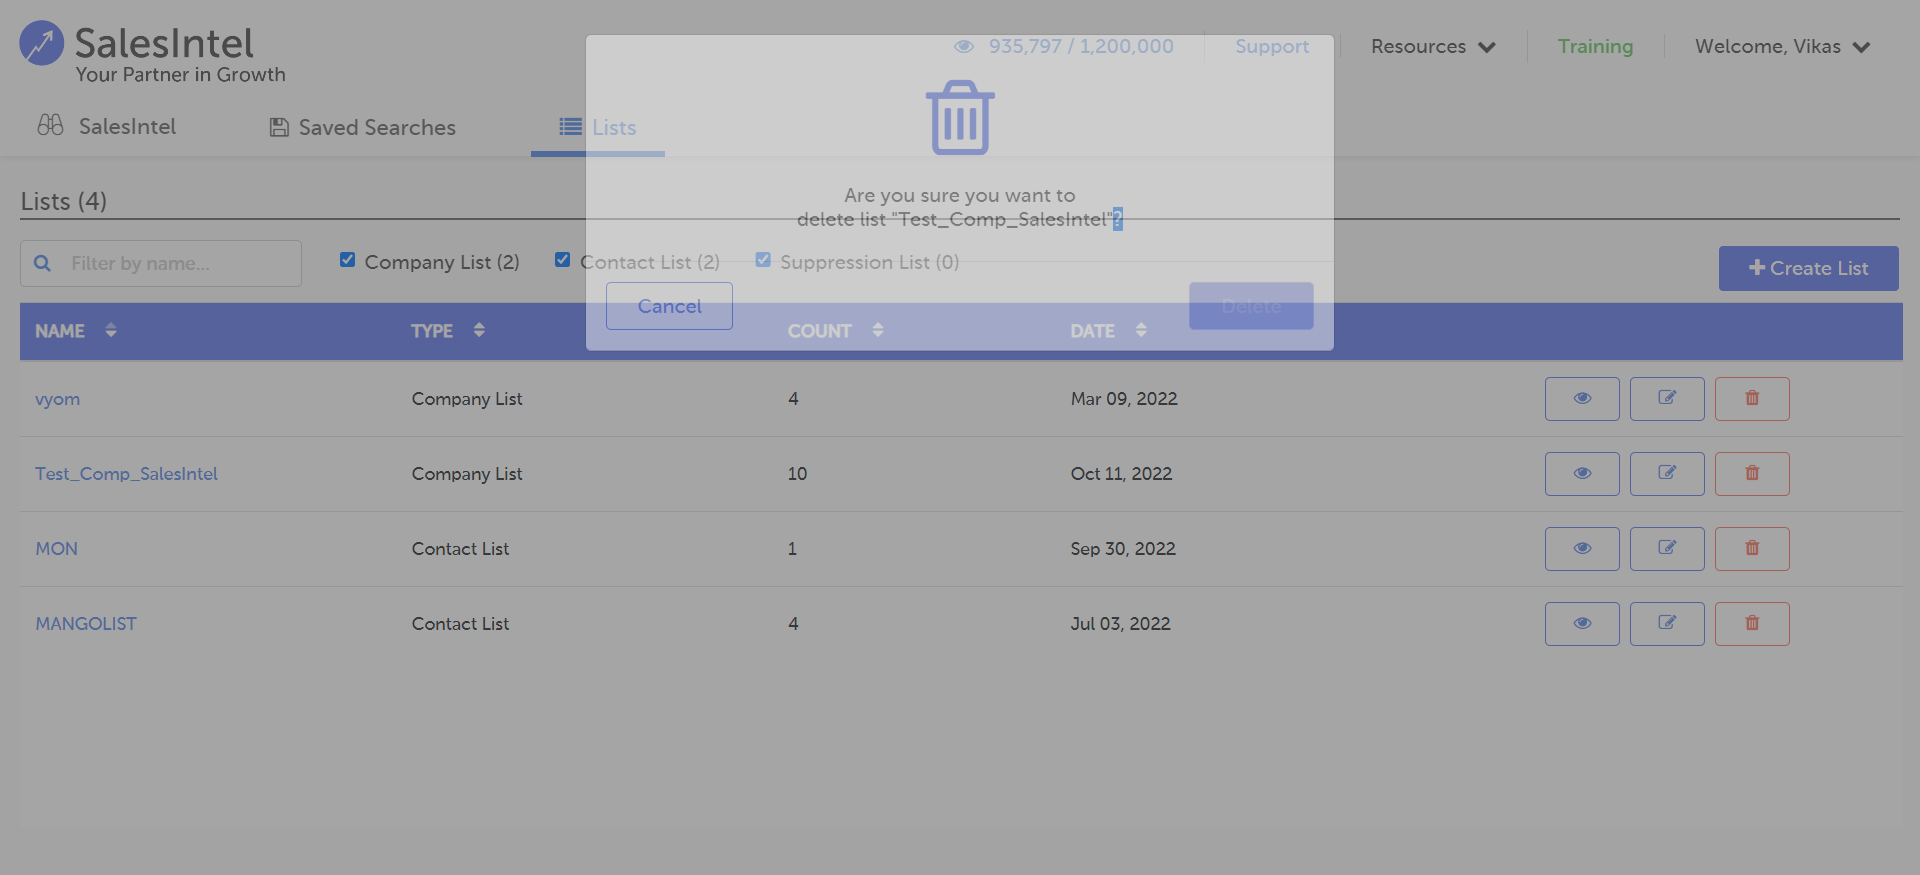 SalesIntel
Your Partner in Growth
935,797 / 1,200,000
Support
Resources
Training
Welcome, Vikas
SalesIntel
Saved Searches
Lists
Are you sure you want to
delete list "Test_Comp_SalesIntel"?
Lists (4)
Filter by name...
Company List (2)
Contact List (2)
Suppression List (0)
Create List
Cancel
Delete
NAME TYPE COUNT DATE
vyom Company List 4 Mar 09, 2022
Test_Comp_SalesIntel Company List 10 Oct 11, 2022
MON Contact List 1 Sep 30, 2022
MANGOLIST Contact List 4 Jul 03, 2022